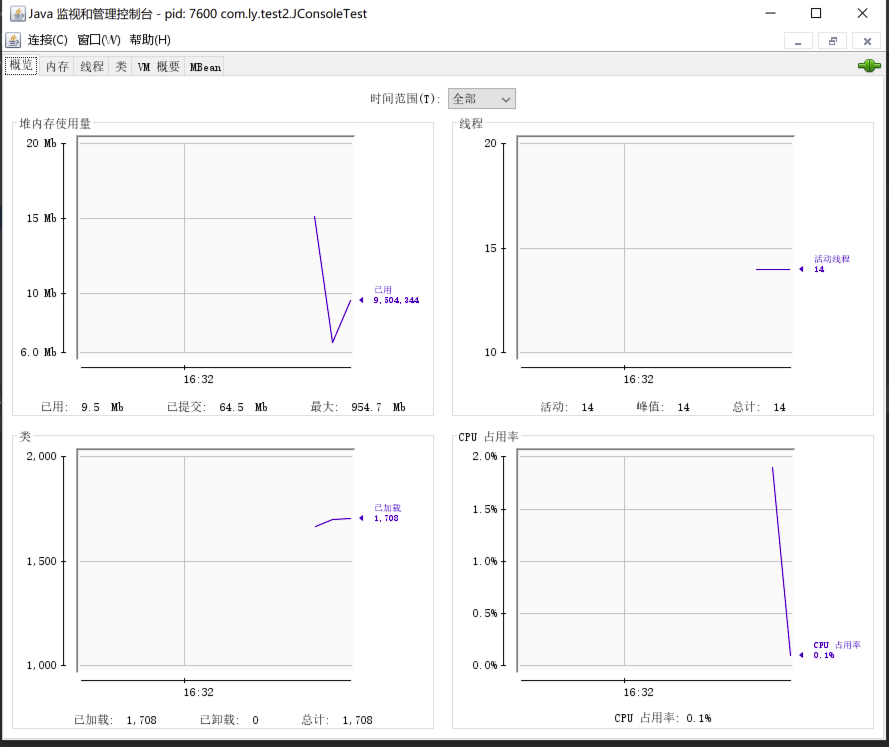 Java 监视和管理控制台 - pid: 7600 com.ly.test2.JConsoleTest
连接(C) 窗口(W) 帮助(H)
概览 内存 线程 类 VM 概要 MBean
时间范围(T): 全部
堆内存使用量
20 Mb
15 Mb
10 Mb
6.0 Mb
已用
9,504,344
16:32
已用: 9.5 Mb 已提交: 64.5 Mb 最大: 954.7 Mb
线程
20
15
10
活动线程
14
16:32
活动: 14 峰值: 14 总计: 14
类
2,000
1,500
1,000
已加载
1,708
16:32
已加载: 1,708 已卸载: 0 总计: 1,708
CPU 占用率
2.0%
1.5%
1.0%
0.5%
0.0%
CPU 占用率
0.1%
16:32
CPU 占用率: 0.1%